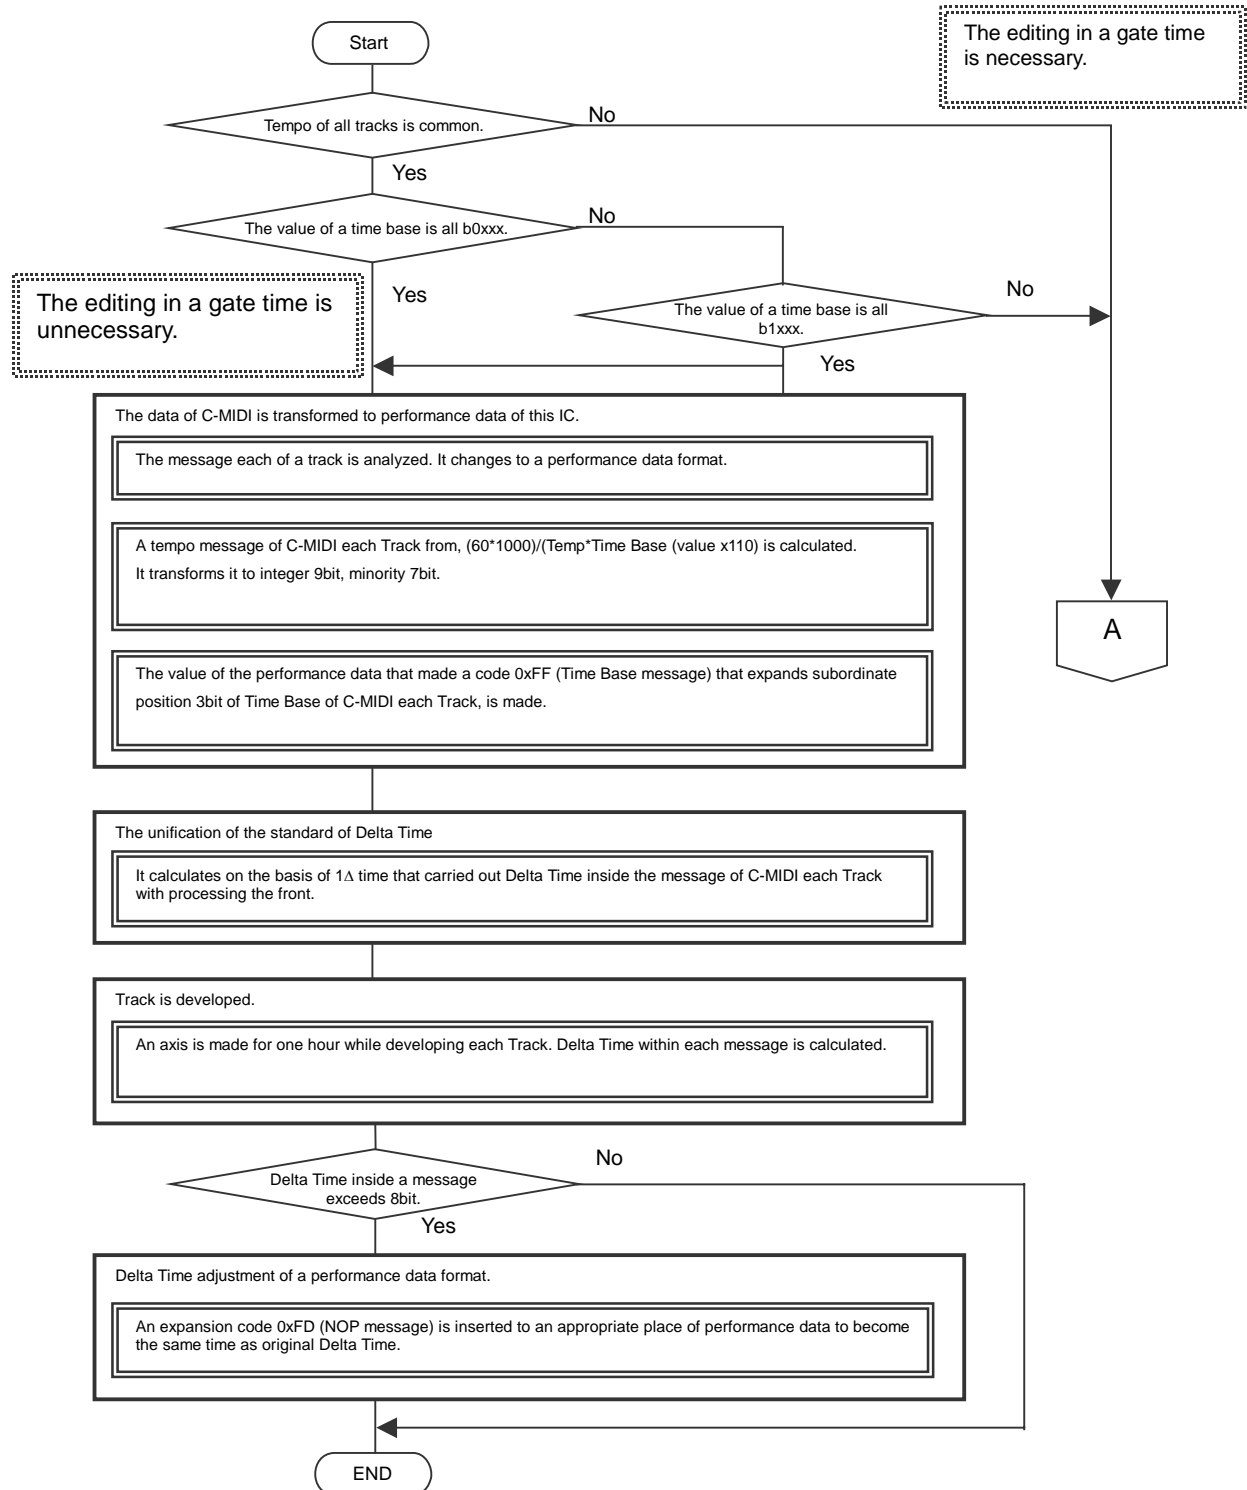 Start
The editing in a gate time
is necessary.
Tempo of all tracks is common.
No
Yes
The value of a time base is all b0xxx.
No
The editing in a gate time is
unnecessary.
Yes
The value of a time base is all
b1xxx.
No
Yes
The data of C-MIDI is transformed to performance data of this IC.
The message each of a track is analyzed. It changes to a performance data format.
A tempo message of C-MIDI each Track from, (60*1000)/(Temp*Time Base (value x110) is calculated.
It transforms it to integer 9bit, minority 7bit.
A
The value of the performance data that made a code 0xFF (Time Base message) that expands subordinate
position 3bit of Time Base of C-MIDI each Track, is made.
The unification of the standard of Delta Time
It calculates on the basis of 1Δ time that carried out Delta Time inside the message of C-MIDI each Track
with processing the front.
Track is developed.
An axis is made for one hour while developing each Track. Delta Time within each message is calculated.
Delta Time inside a message
exceeds 8bit.
No
Yes
Delta Time adjustment of a performance data format.
An expansion code 0xFD (NOP message) is inserted to an appropriate place of performance data to become
the same time as original Delta Time.
END